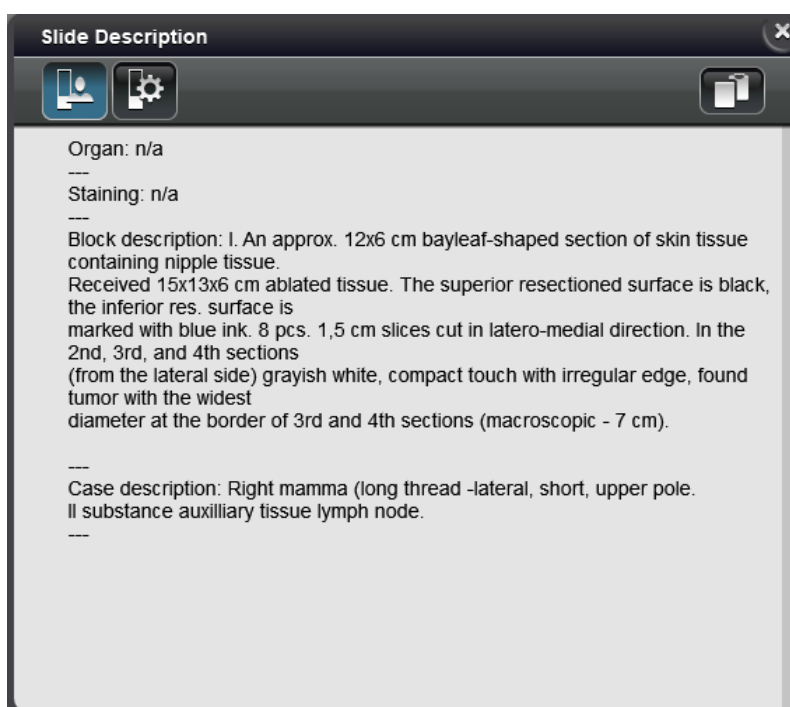 Slide Description
Organ: n/a
---
Staining: n/a
---
Block description: I. An approx. 12x6 cm bayleaf-shaped section of skin tissue
containing nipple tissue.
Received 15x13x6 cm ablated tissue. The superior resectioned surface is black,
the inferior res. surface is
marked with blue ink. 8 pcs. 1,5 cm slices cut in latero-medial direction. In the
2nd, 3rd, and 4th sections
(from the lateral side) grayish white, compact touch with irregular edge, found
tumor with the widest
diameter at the border of 3rd and 4th sections (macroscopic - 7 cm).
---
Case description: Right mamma (long thread -lateral, short, upper pole.
II substance auxilliary tissue lymph node.
---